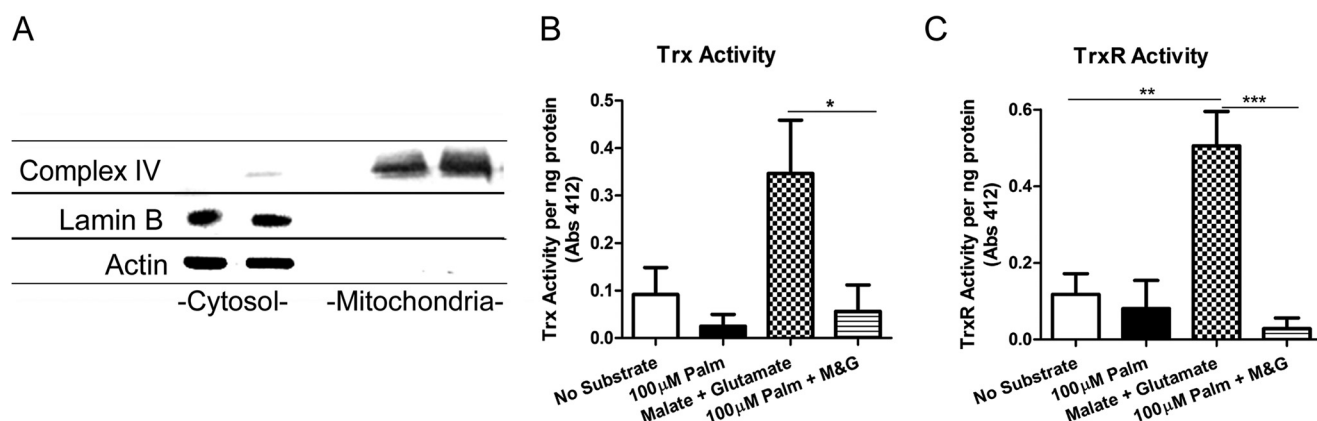 A
Complex IV
Lamin B
Actin
-Cytosol-
-Mitochondria-
B
Trx Activity
Trx Activity per ng protein
(Abs 412)
0.5
0.4
0.3
0.2
0.1
0.0
*
No Substrate
100μM Palm
Malate + Glutamate
100μM Palm + M&G
C
TrxR Activity
TrxR Activity per ng protein
(Abs 412)
0.6
0.4
0.2
0.0
**
***
No Substrate
100μM Palm
Malate + Glutamate
100μM Palm + M&G